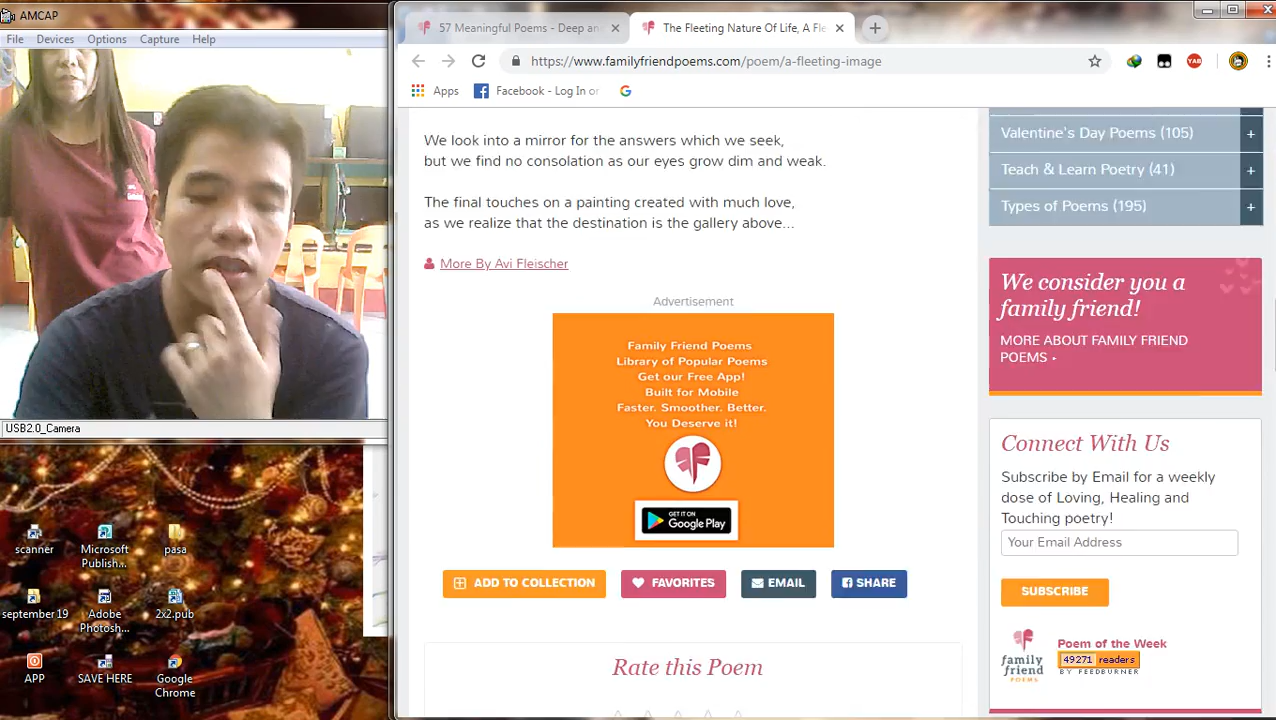 AMCAP
File Devices Options Capture Help
USB2.0_Camera
scanner
Microsoft Publish...
pasa
september 19
Adobe Photosh...
2x2.pub
APP
SAVE HERE
Google Chrome
57 Meaningful Poems - Deep an
The Fleeting Nature Of Life, A Fle
https://www.familyfriendpoems.com/poem/a-fleeting-image
YAB
Apps
Facebook - Log In or
We look into a mirror for the answers which we seek,
but we find no consolation as our eyes grow dim and weak.
The final touches on a painting created with much love,
as we realize that the destination is the gallery above...
More By Avi Fleischer
Advertisement
Family Friend Poems
Library of Popular Poems
Get our Free App!
Built for Mobile
Faster. Smoother. Better.
You Deserve it!
GET IT ON
Google Play
ADD TO COLLECTION
FAVORITES
EMAIL
SHARE
Rate this Poem
Valentine's Day Poems (105) +
Teach & Learn Poetry (41) +
Types of Poems (195) +
We consider you a
family friend!
MORE ABOUT FAMILY FRIEND
POEMS
Connect With Us
Subscribe by Email for a weekly
dose of Loving, Healing and
Touching poetry!
Your Email Address
SUBSCRIBE
family
friend
POEMS
Poem of the Week
49271 readers
BY FEEDBURNER